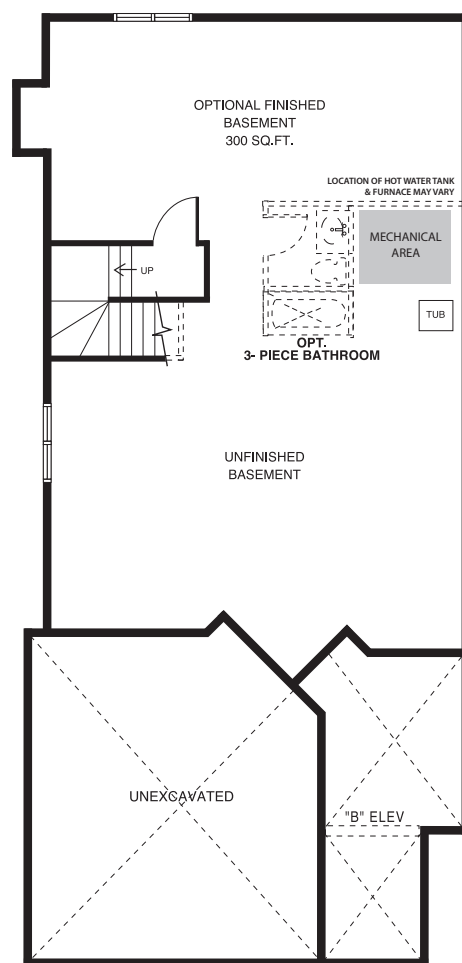 OPTIONAL FINISHED
BASEMENT
300 SQ.FT.
LOCATION OF HOT WATER TANK
& FURNACE MAY VARY
MECHANICAL
AREA
UP
TUB
OPT.
3- PIECE BATHROOM
UNFINISHED
BASEMENT
UNEXCAVATED
"B" ELEV